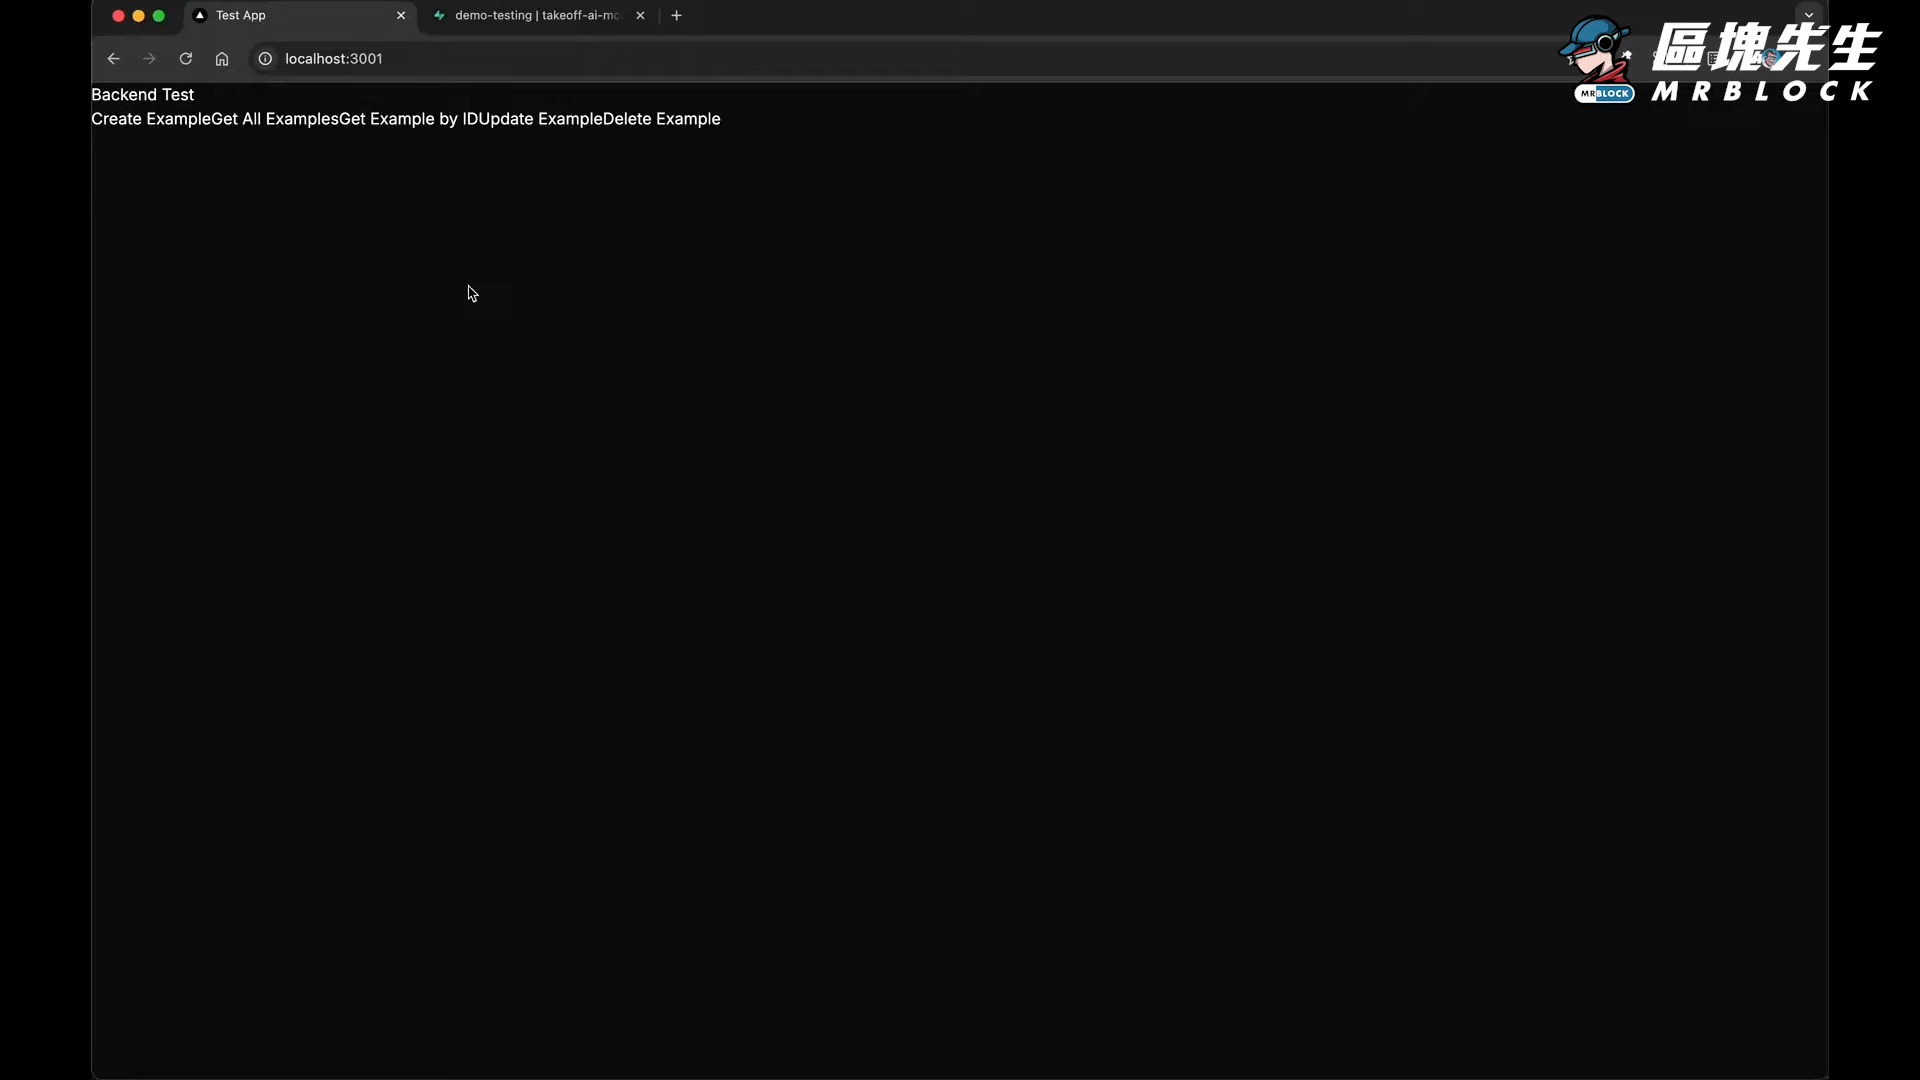 Test App
demo-testing | takeoff-ai-mc
localhost:3001
Backend Test
Create ExampleGet All ExamplesGet Example by IDUpdate ExampleDelete Example
區塊先生
MRBLOCK
MRBLOCK